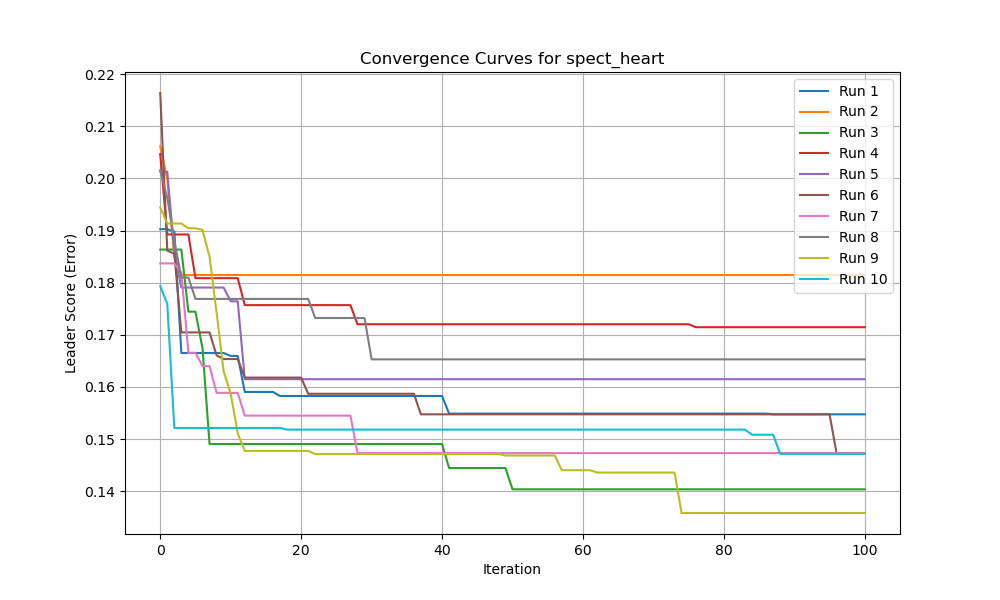 Convergence Curves for spect_heart
Leader Score (Error)
0.22
0.21
0.20
0.19
0.18
0.17
0.16
0.15
0.14
0
20
40
60
80
100
Iteration
Run 1
Run 2
Run 3
Run 4
Run 5
Run 6
Run 7
Run 8
Run 9
Run 10